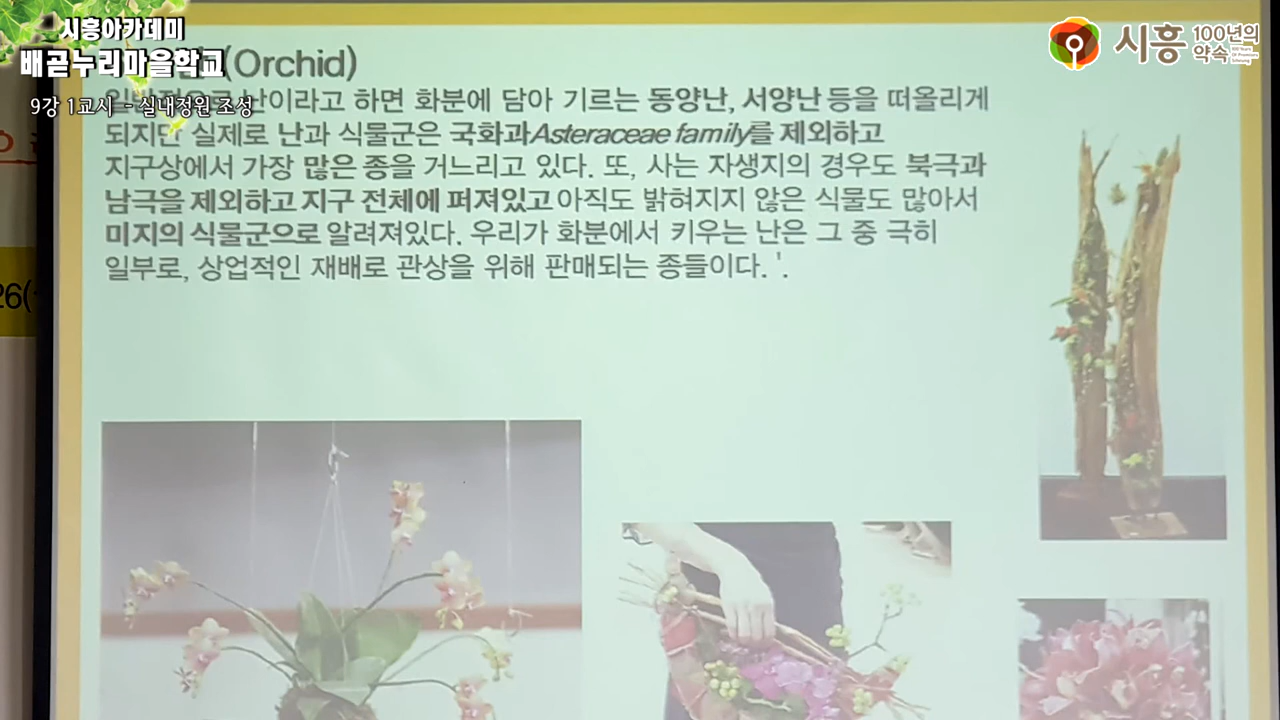 시흥아카데미
배곧누리마을학교
9강 1교시 - 실내정원 조성
시흥 100년의 약속
(Orchid)
난이라고 하면 화분에 담아 기르는 동양난, 서양난 등을 떠올리게
되지만 실제로 난과 식물군은 국화과Asteraceae family를 제외하고
지구상에서 가장 많은 종을 거느리고 있다. 또, 사는 자생지의 경우도 북극과
남극을 제외하고 지구 전체에 퍼져있고 아직도 밝혀지지 않은 식물도 많아서
미지의 식물군으로 알려져있다. 우리가 화분에서 키우는 난은 그 중 극히
일부로, 상업적인 재배로 관상을 위해 판매되는 종들이다. '.
26(